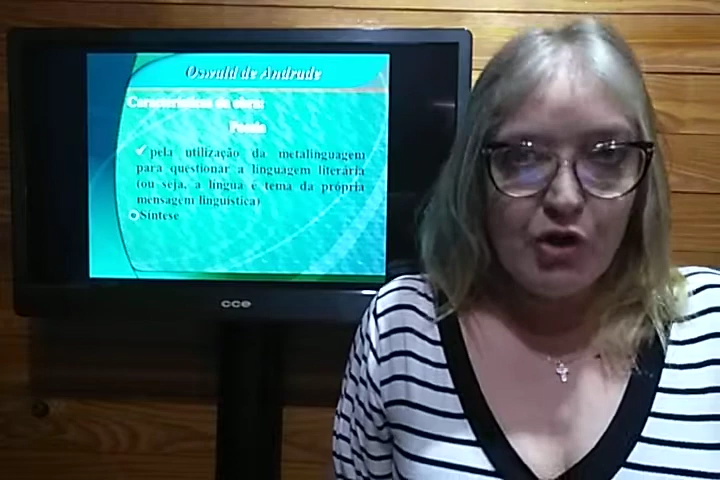 Oswald de Andrade
Características da obra:
Poesia
pela utilização da metalinguagem
para questionar a linguagem literária
(ou seja, a língua é tema da própria
mensagem linguística)
Síntese
cce